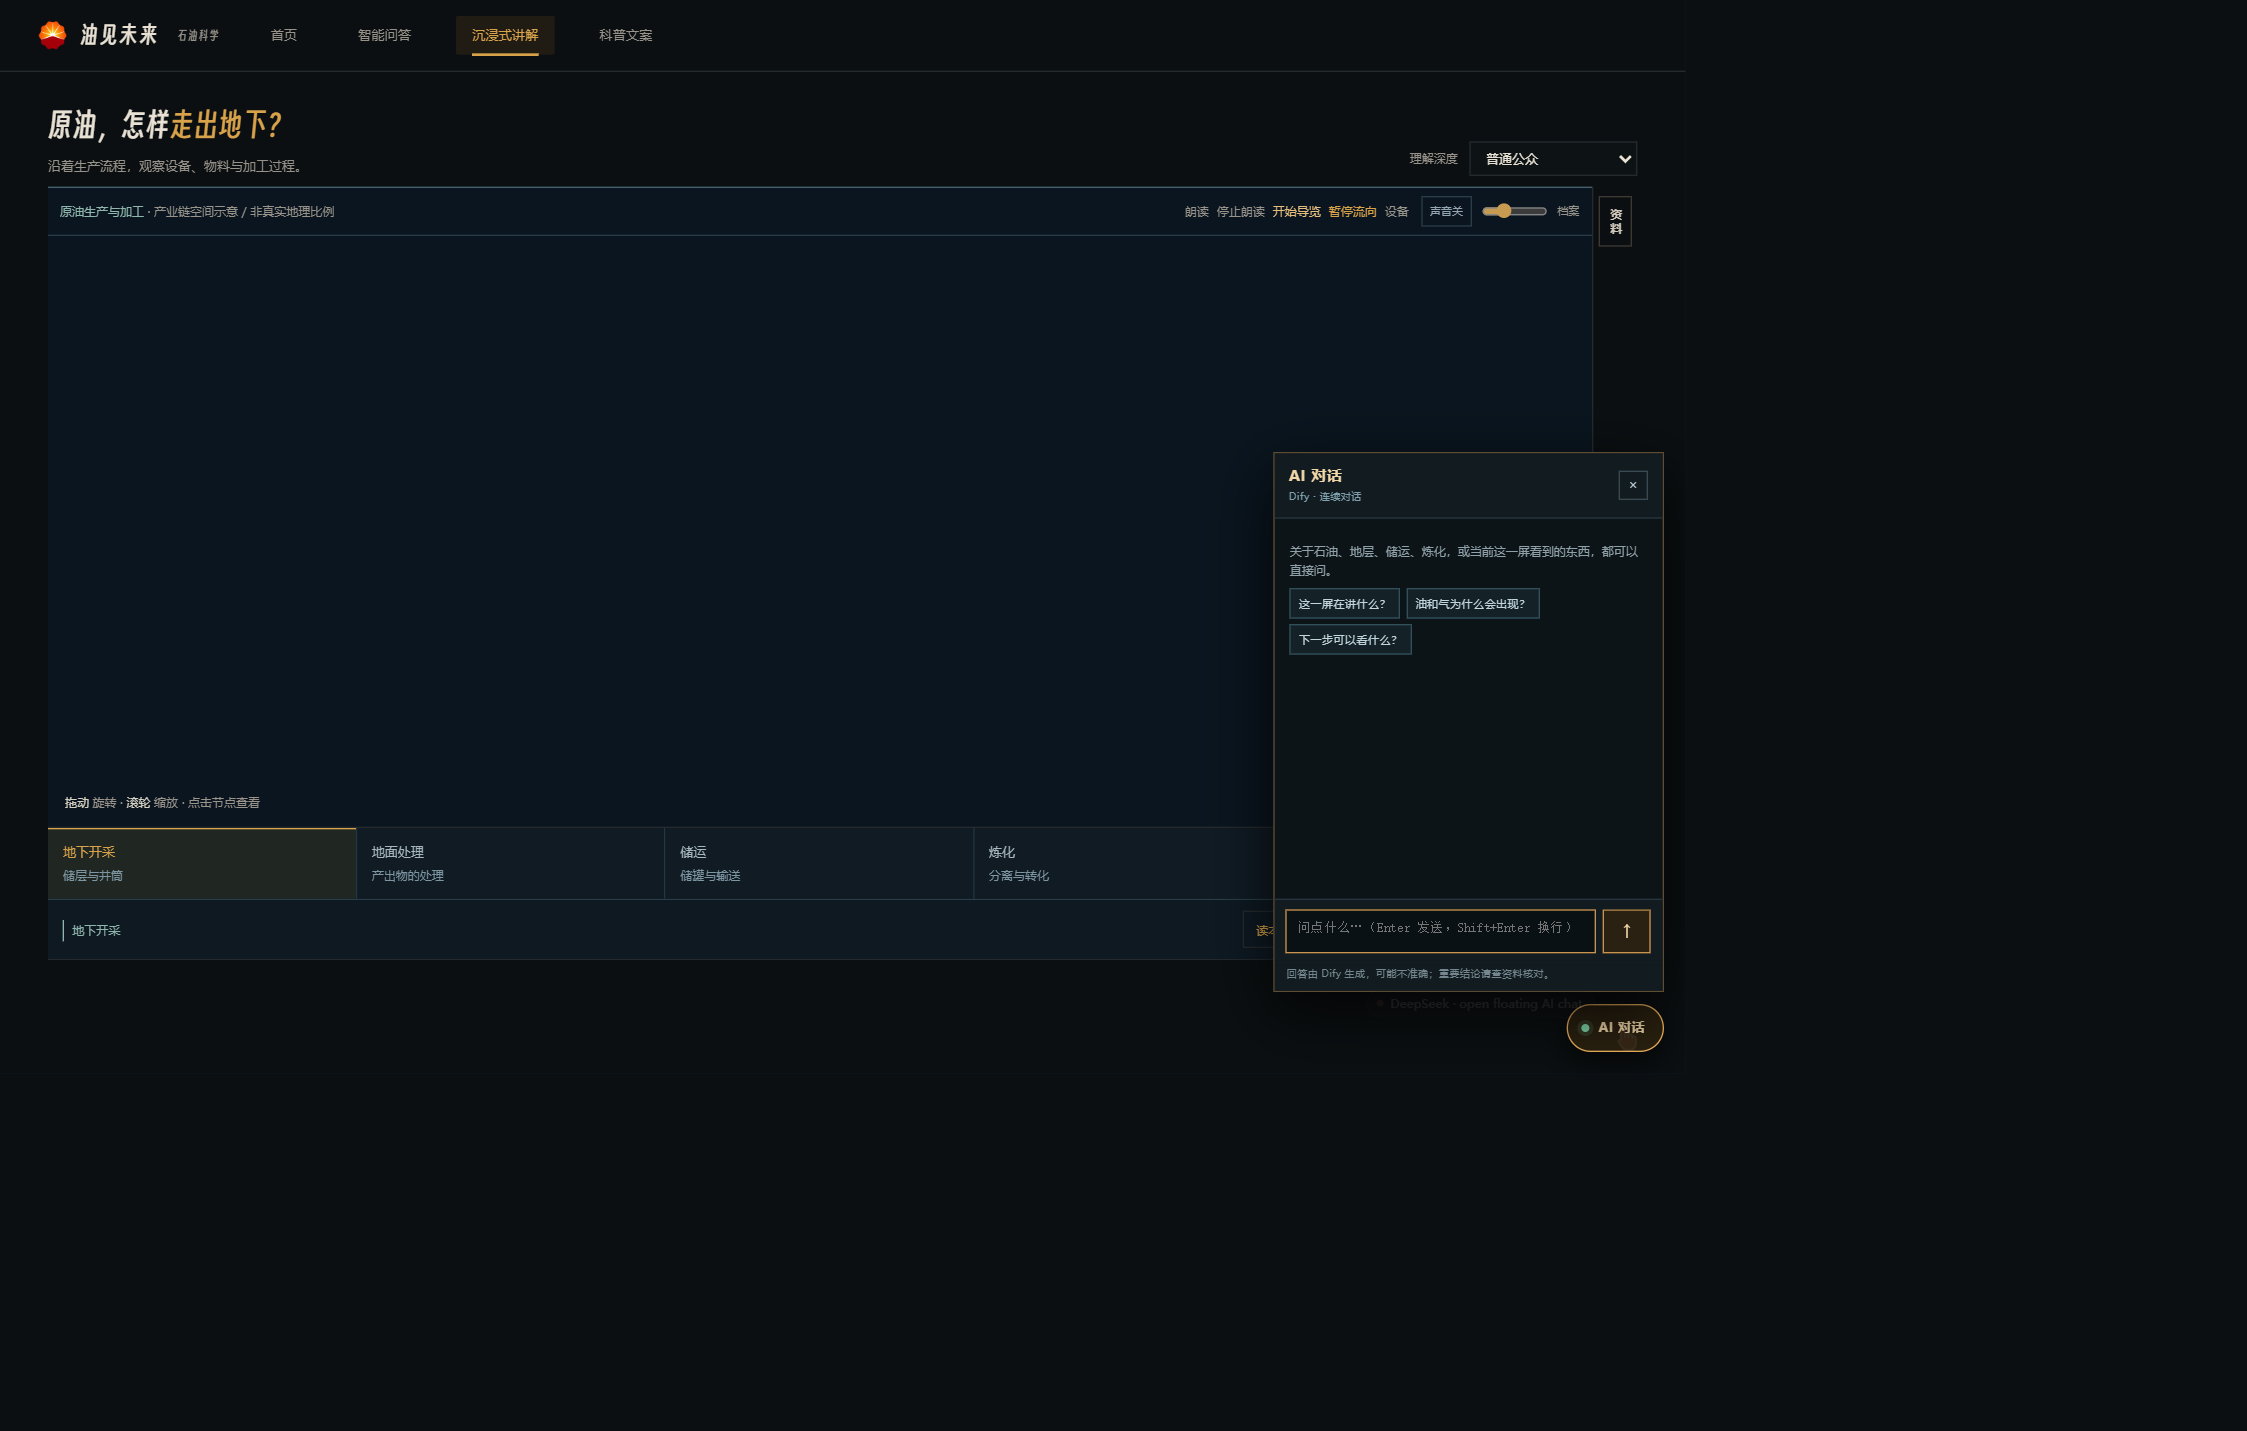 油见未来 石油科学 首页 智能问答 沉浸式讲解 科普文案
原油，怎样走出地下？
沿着生产流程，观察设备、物料与加工过程。
理解深度 普通公众
原油生产与加工 · 产业链空间示意 / 非真实地理比例
朗读 停止朗读 开始导览 暂停流向 设备 声音关 档案
资料
AI 对话
Dify · 连续对话
×
关于石油、地层、储运、炼化，或当前这一屏看到的东西，都可以
直接问。
这一屏在讲什么？ 油和气为什么会出现？
下一步可以看什么？
拖动 旋转 · 滚轮 缩放 · 点击节点查看
地下开采 地面处理 储运 炼化
储层与井筒 产出物的处理 储罐与输送 分离与转化
地下开采
问点什么…（Enter 发送，Shift+Enter 换行） ↑
回答由 Dify 生成，可能不准确；重要结论请查资料核对。
DeepSeek · open floating AI chat
AI 对话